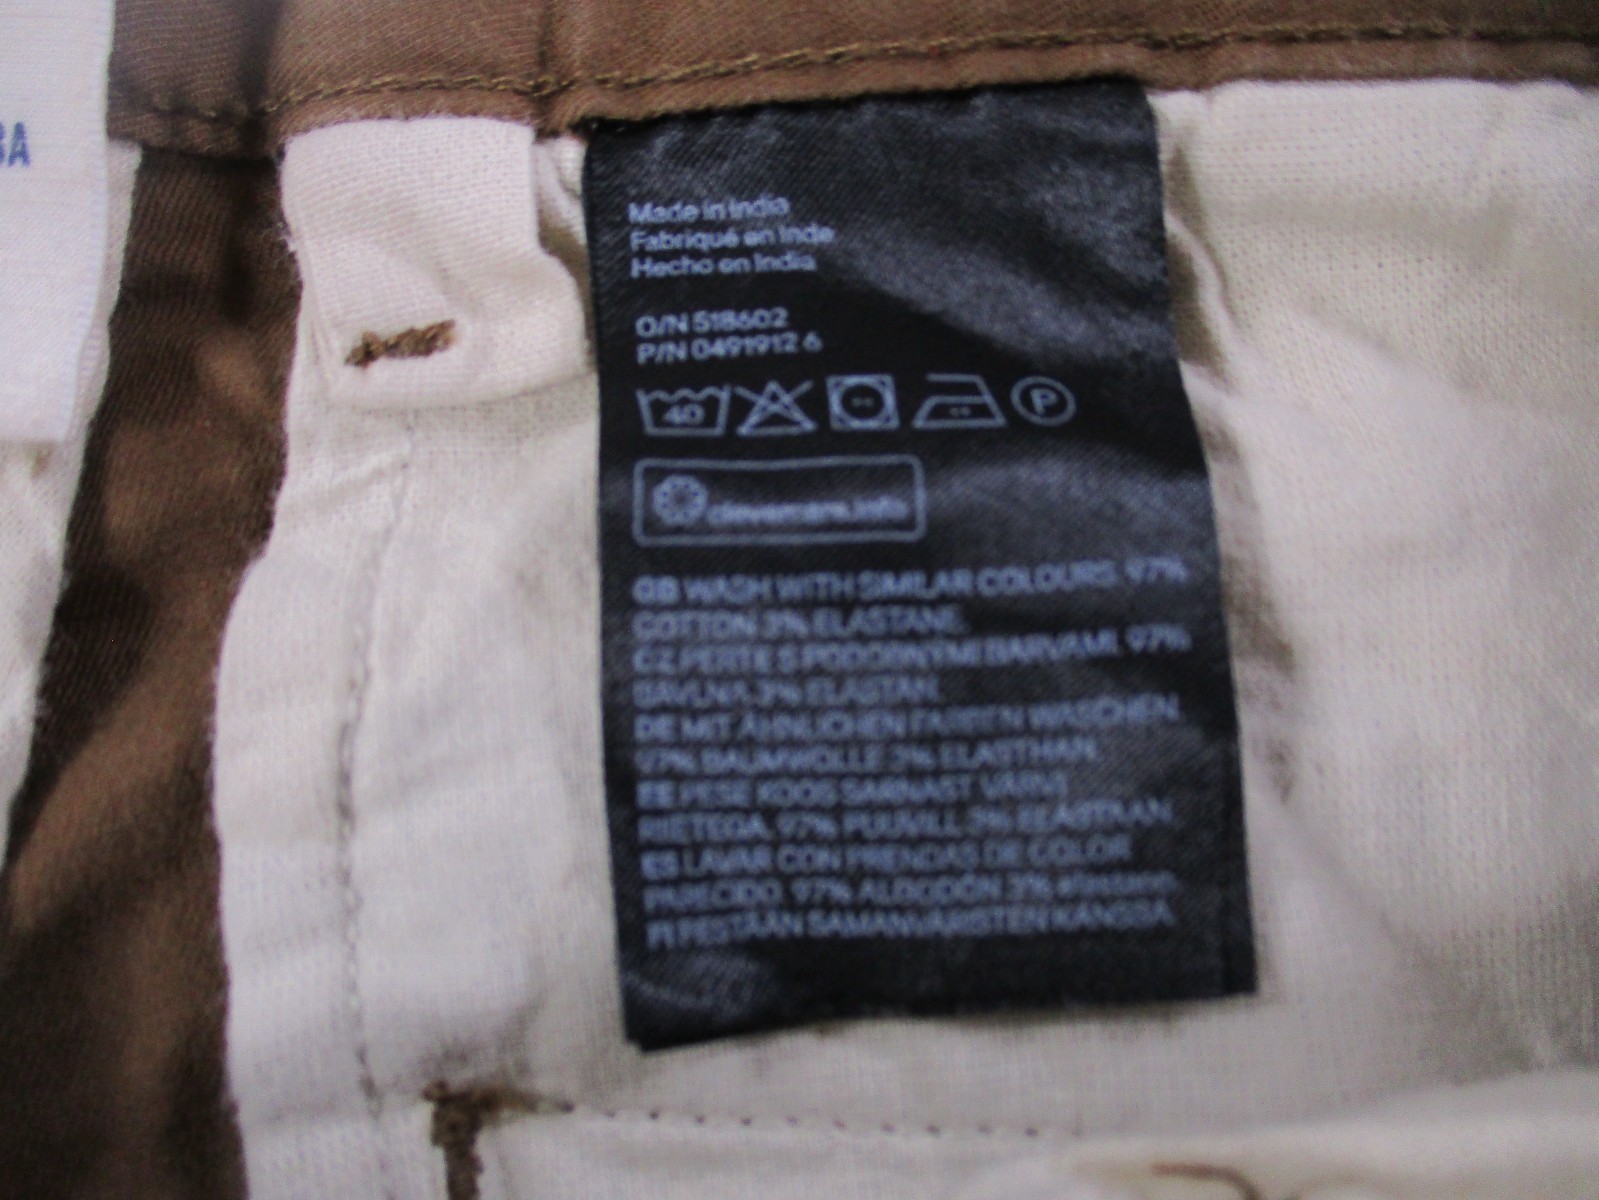 BA
Made in India
Fabriqué en Inde
Hecho en India
O/N 518602
P/N 0491912 6
40
P
clevercare.info
GB WASH WITH SIMILAR COLOURS. 97%
COTTON 3% ELASTANE.
CZ PERTE S PODOBNÝMI BARVAMI. 97%
BAVLNA 3% ELASTAN.
DE MIT ÄHNLICHEN FARBEN WASCHEN.
97% BAUMWOLLE 3% ELASTHAN.
EE PESE KOOS SARNAST VÄRVI
RIIETEGA. 97% PUUVILL 3% ELASTAAN.
ES LAVAR CON PRENDAS DE COLOR
PARECIDO. 97% ALGODÓN 3% elastano.
FI PESTÄÄN SAMANVÄRISTEN KANSSA.